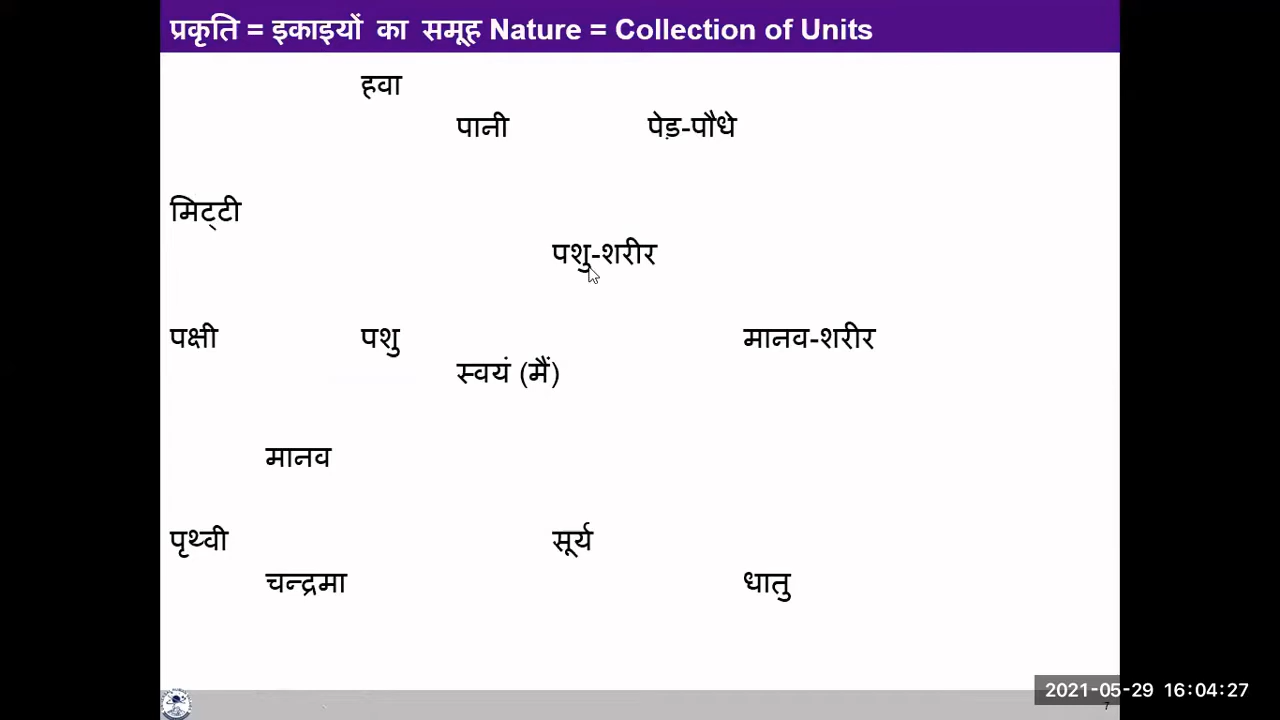 प्रकृति = इकाइयों का समूह Nature = Collection of Units
हवा
पानी पेड़-पौधे
मिट्टी
पशु-शरीर
पक्षी पशु मानव-शरीर
स्वयं (मैं)
मानव
पृथ्वी सूर्य
चन्द्रमा धातु
2021-05-29 16:04:27
7